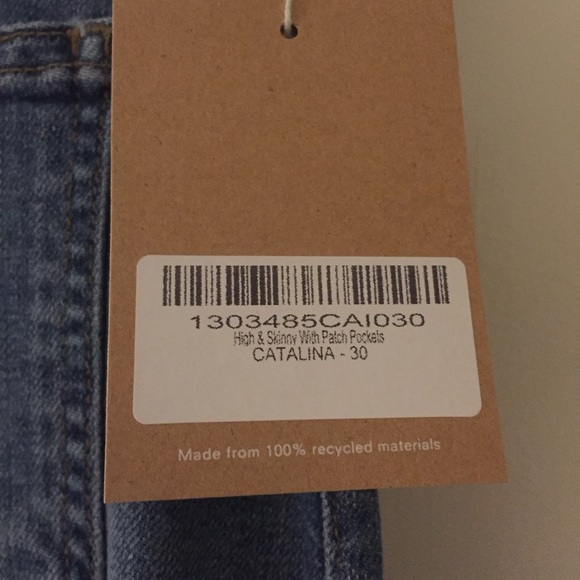 1303485CAI030
High & Skinny With Patch Pockets
CATALINA - 30
Made from 100% recycled materials